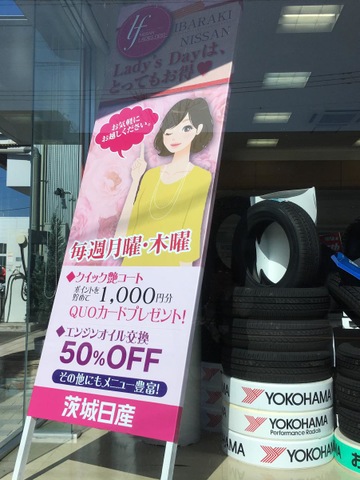 lf
IBARAKI
NISSAN
Lady's Dayは、
とってもお得♥
お気軽に
お越しください。
毎週月曜・木曜
◆クイック艶コート
ポイントを
貯めて 1,000円分
QUOカードプレゼント!
◆エンジンオイル交換
50%OFF
その他にもメニュー豊富!
茨城日産
YOKOHAMA
YOKOHAMA
Performance Radials
YOKOHAMA
お